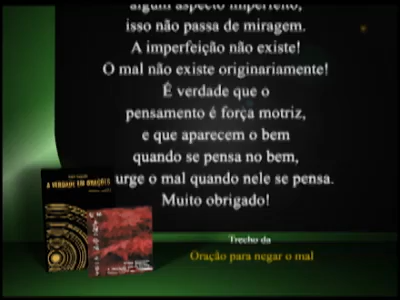 algum aspecto imperfeito,
isso não passa de miragem.
A imperfeição não existe!
O mal não existe originariamente!
É verdade que o
pensamento é força motriz,
e que aparecem o bem
quando se pensa no bem,
urge o mal quando nele se pensa.
Muito obrigado!
A VERDADE EM ORAÇÕES
Trecho da
Oração para negar o mal